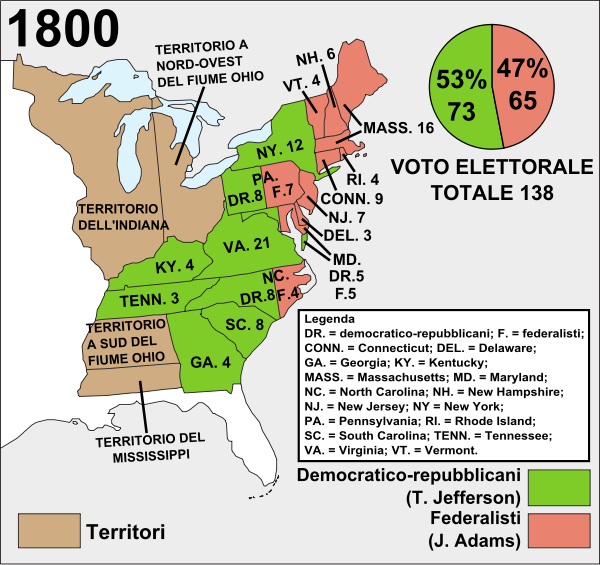 1800
TERRITORIO A
NORD-OVEST
DEL FIUME OHIO
NH. 6
VT. 4
53%
73
47%
65
MASS. 16
NY. 12
VOTO ELETTORALE
TOTALE 138
PA.
DR.8
F.7
RI. 4
CONN. 9
NJ. 7
DEL. 3
TERRITORIO
DELL'INDIANA
VA. 21
MD.
DR.5
F.5
KY. 4
NC.
DR.8
F.4
TENN. 3
SC. 8
TERRITORIO
A SUD DEL
FIUME OHIO
GA. 4
TERRITORIO DEL
MISSISSIPPI
Legenda
DR. = democratico-repubblicani; F. = federalisti;
CONN. = Connecticut; DEL. = Delaware;
GA. = Georgia; KY. = Kentucky;
MASS. = Massachusetts; MD. = Maryland;
NC. = North Carolina; NH. = New Hampshire;
NJ. = New Jersey; NY = New York;
PA. = Pennsylvania; RI. = Rhode Island;
SC. = South Carolina; TENN. = Tennessee;
VA. = Virginia; VT. = Vermont.
Democratico-repubblicani
(T. Jefferson)
Federalisti
(J. Adams)
Territori